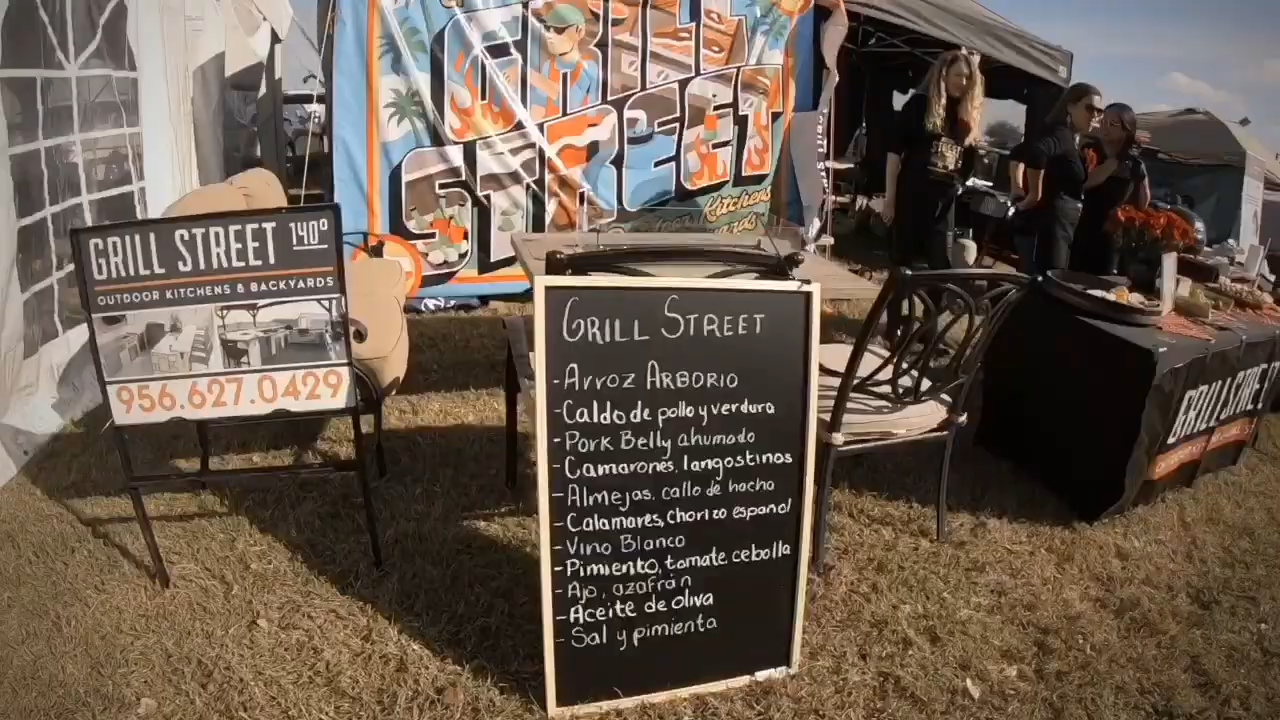 GRILL
STREET
Kitchens
GRILL STREET 140°
OUTDOOR KITCHENS & BACKYARDS
956.627.0429
GRILL STREET
-Arroz ARBORIO
-Caldo de pollo y verdura
-Pork Belly ahumado
-Camarones, langostinos
-Almejas, callo de hacha
-Calamares, chorizo español
-Vino Blanco
-Pimiento, tomate, cebolla
-Ajo, azafrán
-Aceite de oliva
-Sal y pimienta
STREET
GRILL STREET